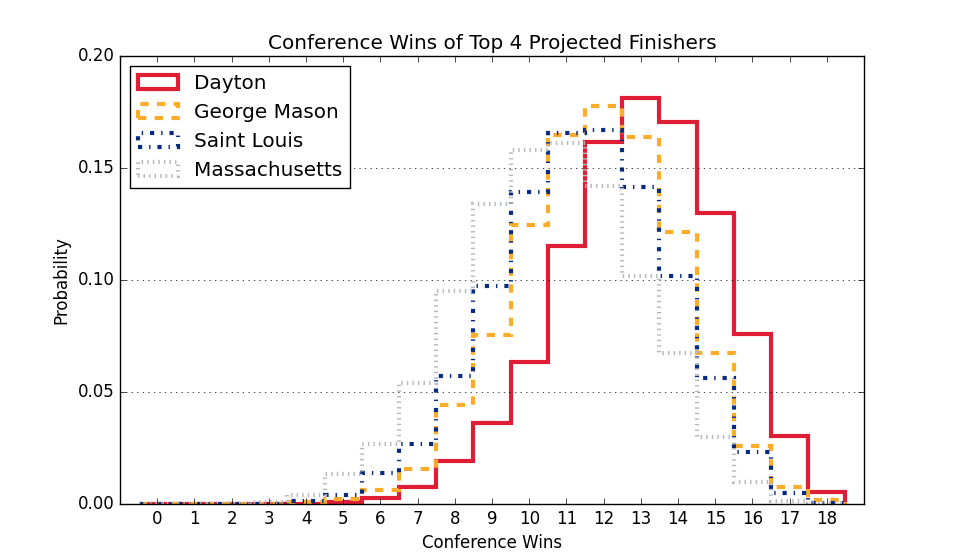 Conference Wins of Top 4 Projected Finishers
0.20
0.15
0.10
0.05
0.00
Probability
Dayton
George Mason
Saint Louis
Massachusetts
0 1 2 3 4 5 6 7 8 9 10 11 12 13 14 15 16 17 18
Conference Wins